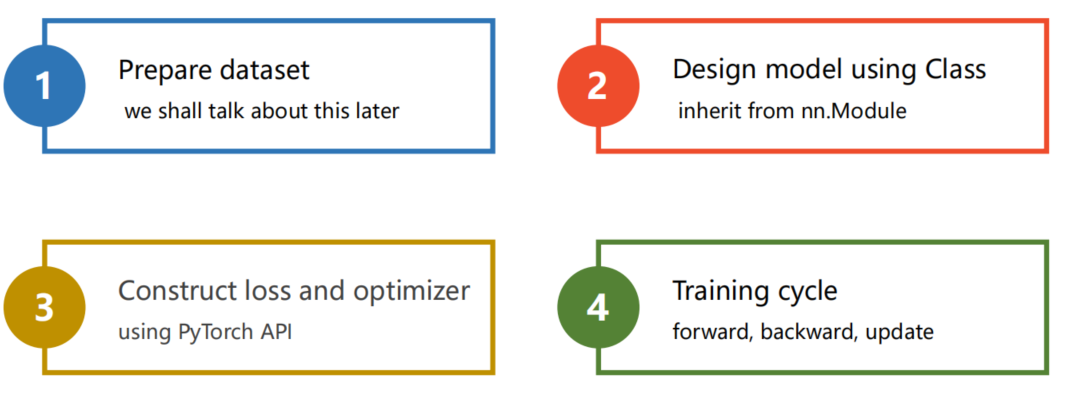 1
Prepare dataset
we shall talk about this later
2
Design model using Class
inherit from nn.Module
3
Construct loss and optimizer
using PyTorch API
4
Training cycle
forward, backward, update